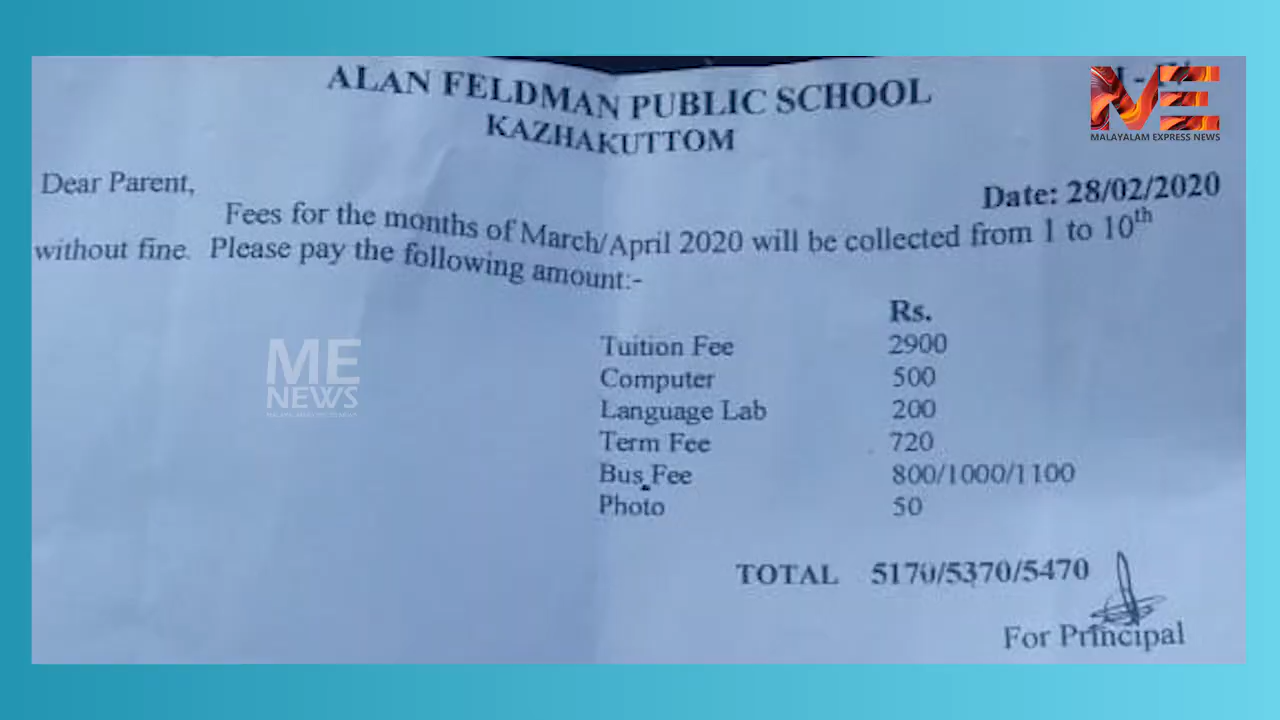 ALAN FELDMAN PUBLIC SCHOOL
KAZHAKUTTOM
ME
MALAYALAM EXPRESS NEWS
Dear Parent,
Date: 28/02/2020
Fees for the months of March/April 2020 will be collected from 1 to 10th
without fine. Please pay the following amount:-
Rs.
Tuition Fee 2900
Computer 500
Language Lab 200
Term Fee 720
Bus Fee 800/1000/1100
Photo 50
ME
NEWS
TOTAL 5170/5370/5470
For Principal